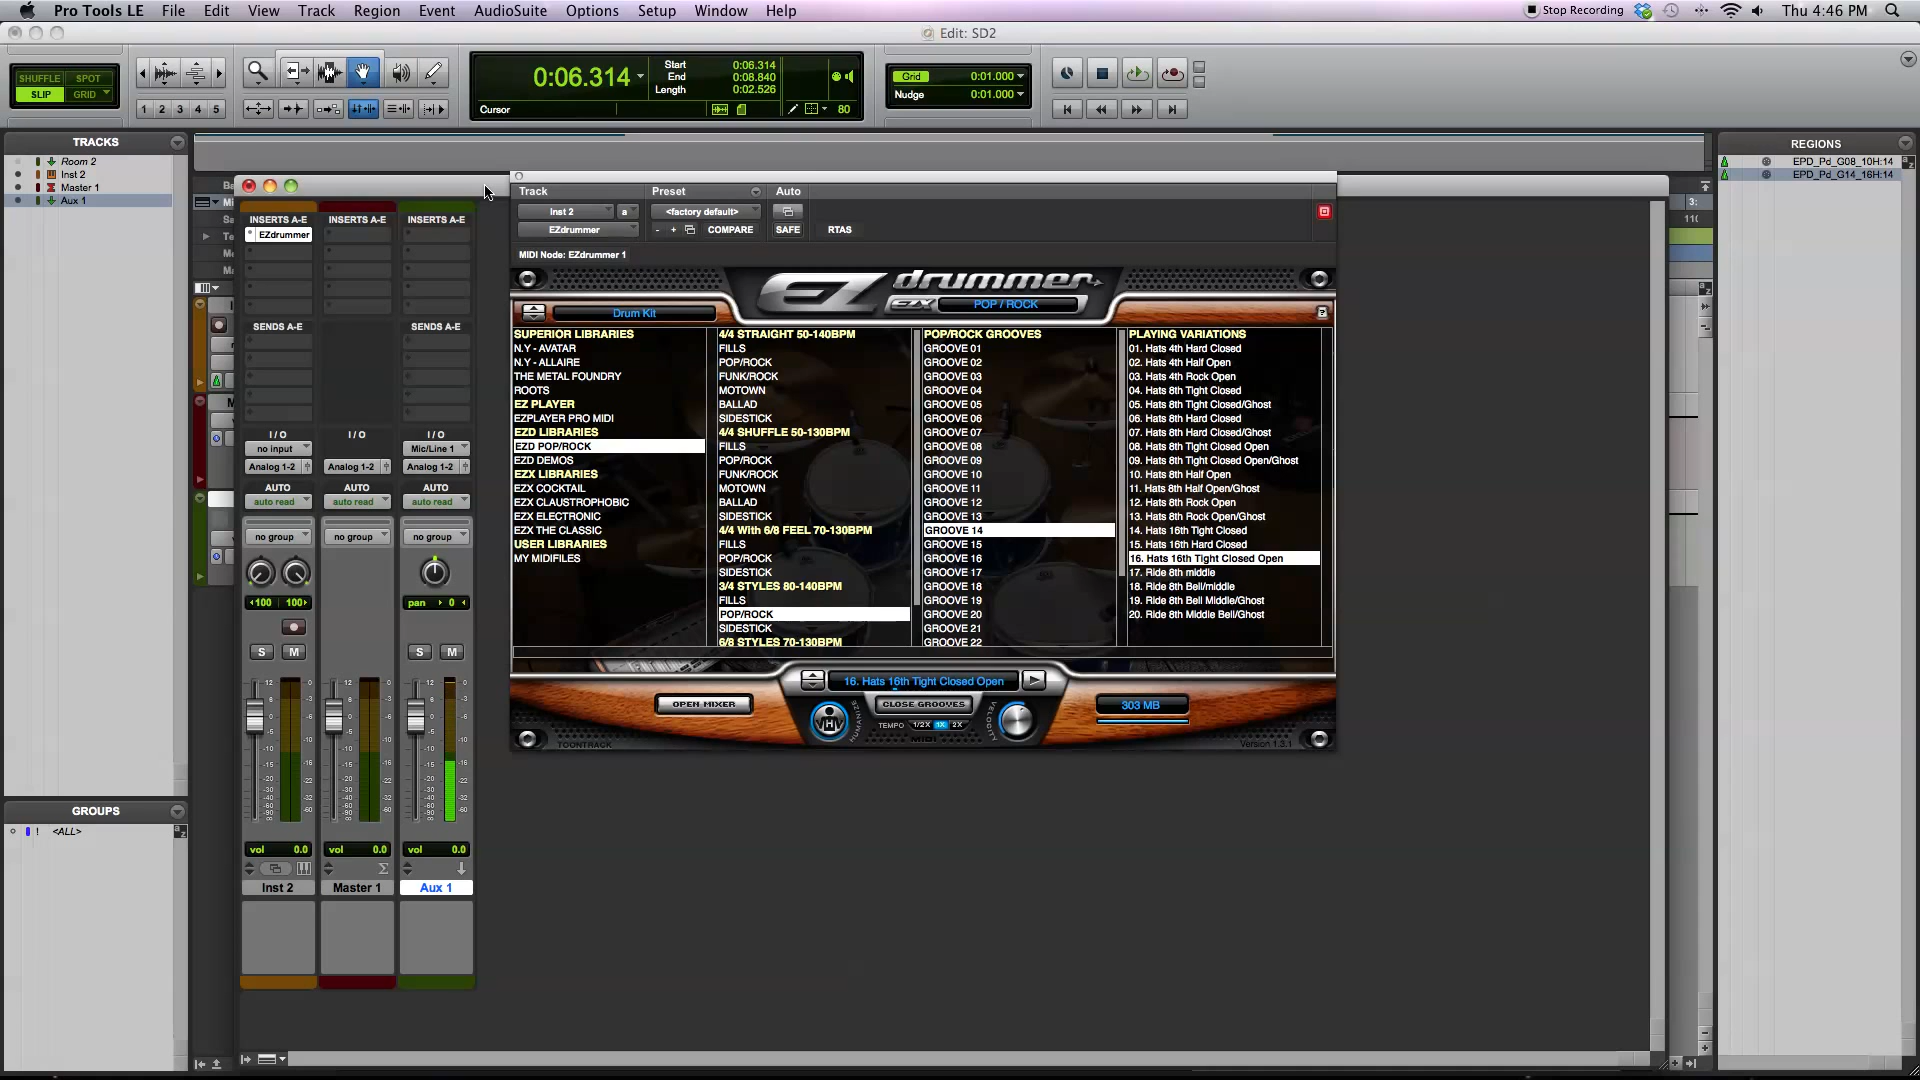 Pro Tools LE File Edit View Track Region Event AudioSuite Options Setup Window Help Stop Recording Thu 4:46 PM
Edit: SD2
SHUFFLE SPOT
SLIP GRID
1 2 3 4 5
0:06.314
Start 0:06.314
End 0:08.840
Length 0:02.526
Cursor 80
Grid 0:01.000
Nudge 0:01.000
TRACKS
Room 2
Inst 2
Master 1
Aux 1
GROUPS
! <ALL>
REGIONS
EPD_Pd_G08_10H:14
EPD_Pd_G14_16H:14
INSERTS A-E INSERTS A-E INSERTS A-E
EZdrummer
SENDS A-E SENDS A-E
I / O I / O I / O
no input Mic/Line 1
Analog 1-2 Analog 1-2 Analog 1-2
AUTO AUTO AUTO
auto read auto read auto read
no group no group no group
100 100 pan 0
S M S M
vol 0.0 vol 0.0 vol 0.0
Inst 2 Master 1 Aux 1
Track Preset Auto
Inst 2 a <factory default>
EZdrummer - + COMPARE SAFE RTAS
MIDI Node: EZdrummer 1
EZ drummer
EZX POP / ROCK
Drum Kit ?
SUPERIOR LIBRARIES
N.Y - AVATAR
N.Y - ALLAIRE
THE METAL FOUNDRY
ROOTS
EZ PLAYER
EZPLAYER PRO MIDI
EZD LIBRARIES
EZD POP/ROCK
EZD DEMOS
EZX LIBRARIES
EZX COCKTAIL
EZX CLAUSTROPHOBIC
EZX ELECTRONIC
EZX THE CLASSIC
USER LIBRARIES
MY MIDIFILES
4/4 STRAIGHT 50-140BPM
FILLS
POP/ROCK
FUNK/ROCK
MOTOWN
BALLAD
SIDESTICK
4/4 SHUFFLE 50-130BPM
FILLS
POP/ROCK
FUNK/ROCK
MOTOWN
BALLAD
SIDESTICK
4/4 With 6/8 FEEL 70-130BPM
FILLS
POP/ROCK
SIDESTICK
3/4 STYLES 80-140BPM
FILLS
POP/ROCK
SIDESTICK
6/8 STYLES 70-130BPM
POP/ROCK GROOVES
GROOVE 01
GROOVE 02
GROOVE 03
GROOVE 04
GROOVE 05
GROOVE 06
GROOVE 07
GROOVE 08
GROOVE 09
GROOVE 10
GROOVE 11
GROOVE 12
GROOVE 13
GROOVE 14
GROOVE 15
GROOVE 16
GROOVE 17
GROOVE 18
GROOVE 19
GROOVE 20
GROOVE 21
GROOVE 22
PLAYING VARIATIONS
01. Hats 4th Hard Closed
02. Hats 4th Half Open
03. Hats 4th Rock Open
04. Hats 8th Tight Closed
05. Hats 8th Tight Closed/Ghost
06. Hats 8th Hard Closed
07. Hats 8th Hard Closed/Ghost
08. Hats 8th Tight Closed Open
09. Hats 8th Tight Closed Open/Ghost
10. Hats 8th Half Open
11. Hats 8th Half Open/Ghost
12. Hats 8th Rock Open
13. Hats 8th Rock Open/Ghost
14. Hats 16th Tight Closed
15. Hats 16th Hard Closed
16. Hats 16th Tight Closed Open
17. Ride 8th middle
18. Ride 8th Bell/middle
19. Ride 8th Bell Middle/Ghost
20. Ride 8th Middle Bell/Ghost
16. Hats 16th Tight Closed Open
OPEN MIXER CLOSE GROOVES 303 MB
HUMANIZE TEMPO 1/2X 1X 2X VELOCITY
MIDI
TOONTRACK Version 1.3.1